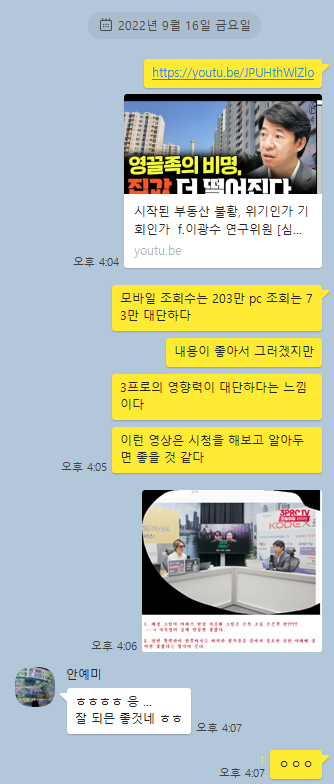 2022년 9월 16일 금요일
https://youtu.be/JPUHthWlZlo
영끌족의 비명,
집값 더 떨어진다
시작된 부동산 불황, 위기인가 기
회인가 f.이광수 연구위원 [심...
youtu.be
오후 4:04
모바일 조회수는 203만 pc 조회는 7
3만 대단하다
내용이 좋아서 그러겠지만
3프로의 영향력이 대단하다는 느낌
이다
이런 영상은 시청을 해보고 알아두
면 좋을 것 같다
오후 4:05
3PRO TV
KODEX
오후 4:06
안예미
ㅎㅎㅎㅎ 응 ...
잘 되믄 좋것네 ㅎㅎ
오후 4:07
1
ㅇㅇㅇ
오후 4:07